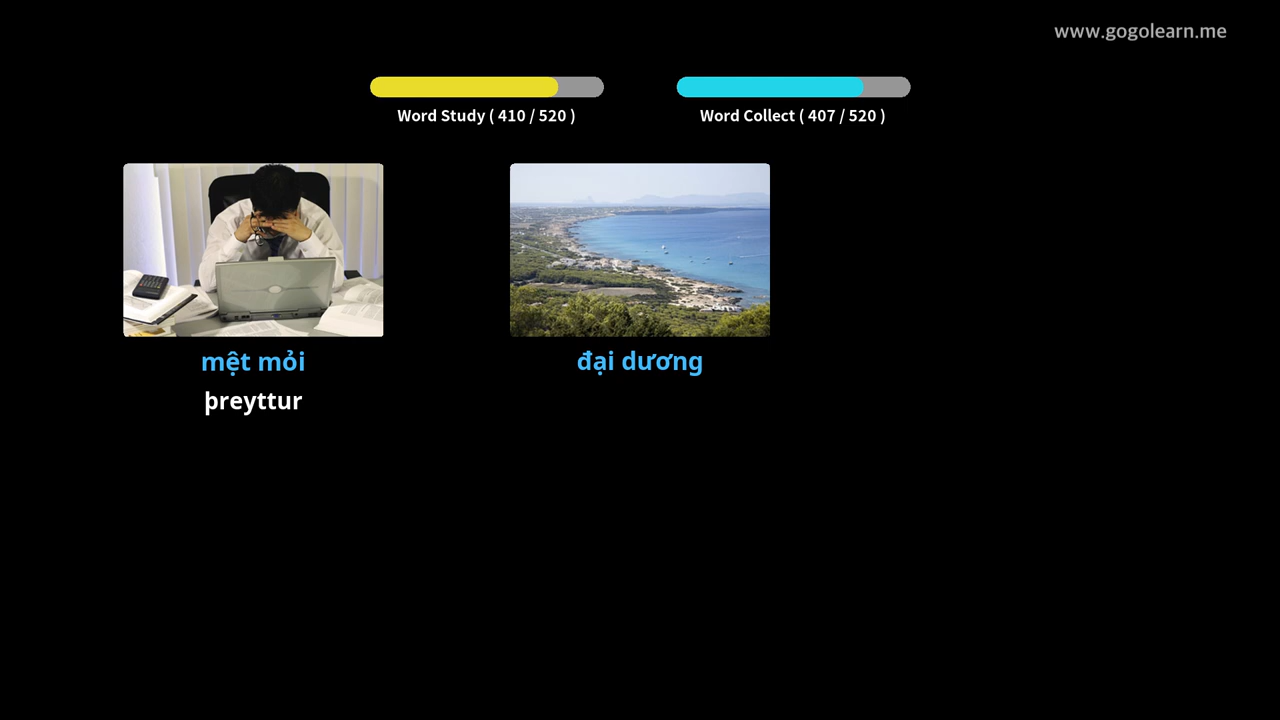 www.gogolearn.me
Word Study ( 410 / 520 )
Word Collect ( 407 / 520 )
mệt mỏi
þreyttur
đại dương